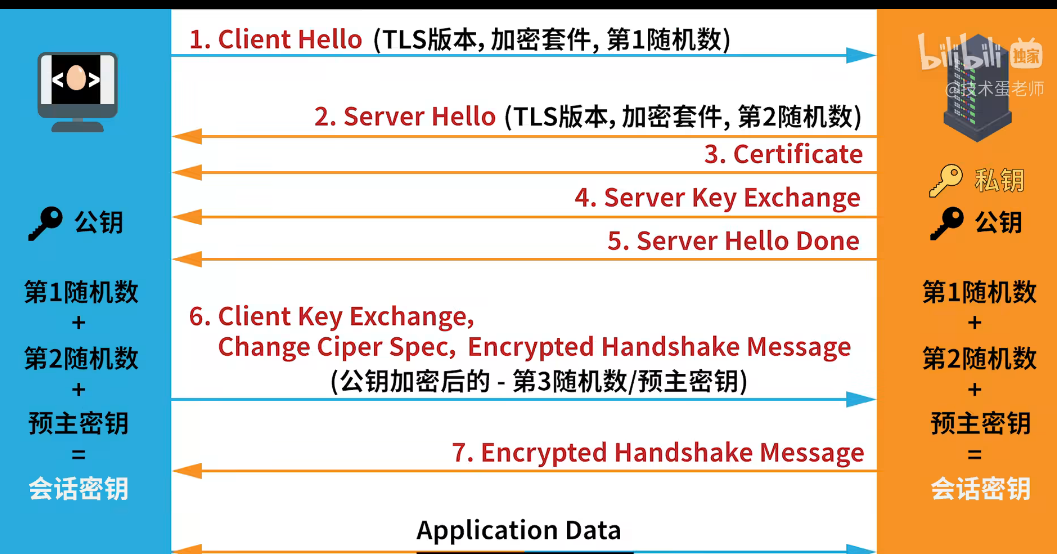 1. Client Hello (TLS版本, 加密套件, 第1随机数)
bilibili 独家
@技术蛋老师
< >
2. Server Hello (TLS版本, 加密套件, 第2随机数)
3. Certificate
私钥
4. Server Key Exchange
公钥
公钥
5. Server Hello Done
第1随机数
+
第2随机数
+
预主密钥
=
会话密钥
6. Client Key Exchange,
Change Ciper Spec, Encrypted Handshake Message
(公钥加密后的 - 第3随机数/预主密钥)
7. Encrypted Handshake Message
Application Data
第1随机数
+
第2随机数
+
预主密钥
=
会话密钥